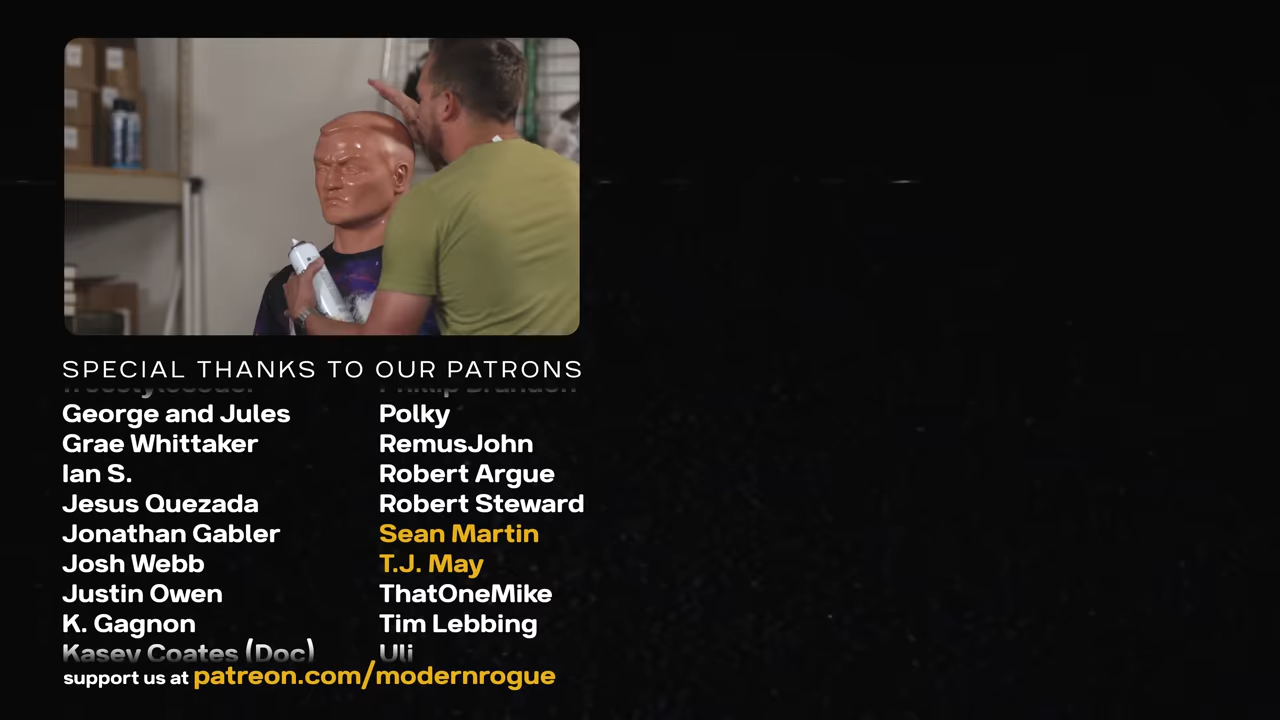 SPECIAL THANKS TO OUR PATRONS
George and Jules
Grae Whittaker
Ian S.
Jesus Quezada
Jonathan Gabler
Josh Webb
Justin Owen
K. Gagnon
Kasey Coates (Doc)
Polky
RemusJohn
Robert Argue
Robert Steward
Sean Martin
T.J. May
ThatOneMike
Tim Lebbing
Uli
support us at patreon.com/modernrogue